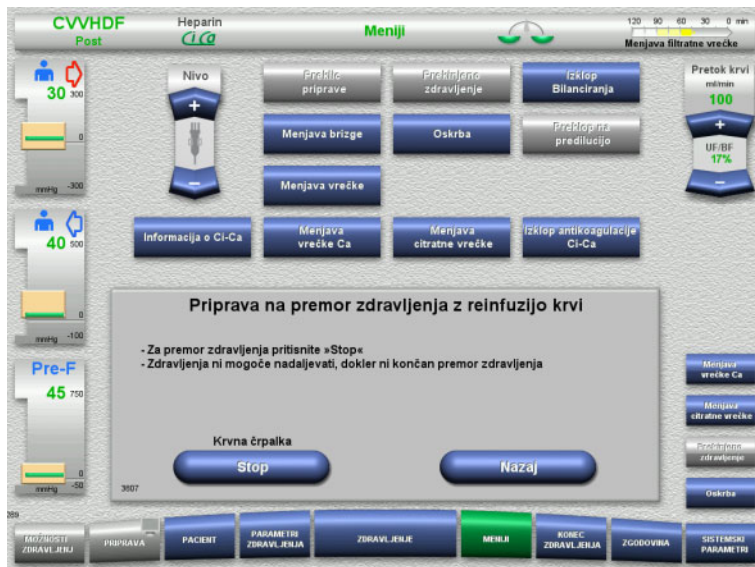 CVVHDF
Post
Heparin
CiCa
Meniji
120 90 60 30 0 min
Menjava filtratne vrečke
30 300
0
mmHg -300
40 500
0
mmHg -100
Pre-F
45 750
0
mmHg -50
Nivo
+
−
Preklic
priprave
Prekinjeno
zdravljenje
Izklop
Bilanciranja
Menjava brizge
Oskrba
Preklop na
predilucijo
Menjava vrečke
Informacija o Ci-Ca
Menjava
vrečke Ca
Menjava
citratne vrečke
Izklop antikoagulacije
Ci-Ca
Pretok krvi
ml/min
100
+
UF/BF
17%
−
Priprava na premor zdravljenja z reinfuzijo krvi
- Za premor zdravljenja pritisnite »Stop«
- Zdravljenja ni mogoče nadaljevati, dokler ni končan premor zdravljenja
Krvna črpalka
Stop
Nazaj
3607
Menjava
vrečke Ca
Menjava
citratne vrečke
Prekinjeno
zdravljenje
Oskrba
289
MOŽNOSTI
ZDRAVLJENJ
PRIPRAVA
PACIENT
PARAMETRI
ZDRAVLJENJA
ZDRAVLJENJE
MENIJI
KONEC
ZDRAVLJENJA
ZGODOVINA
SISTEMSKI
PARAMETRI